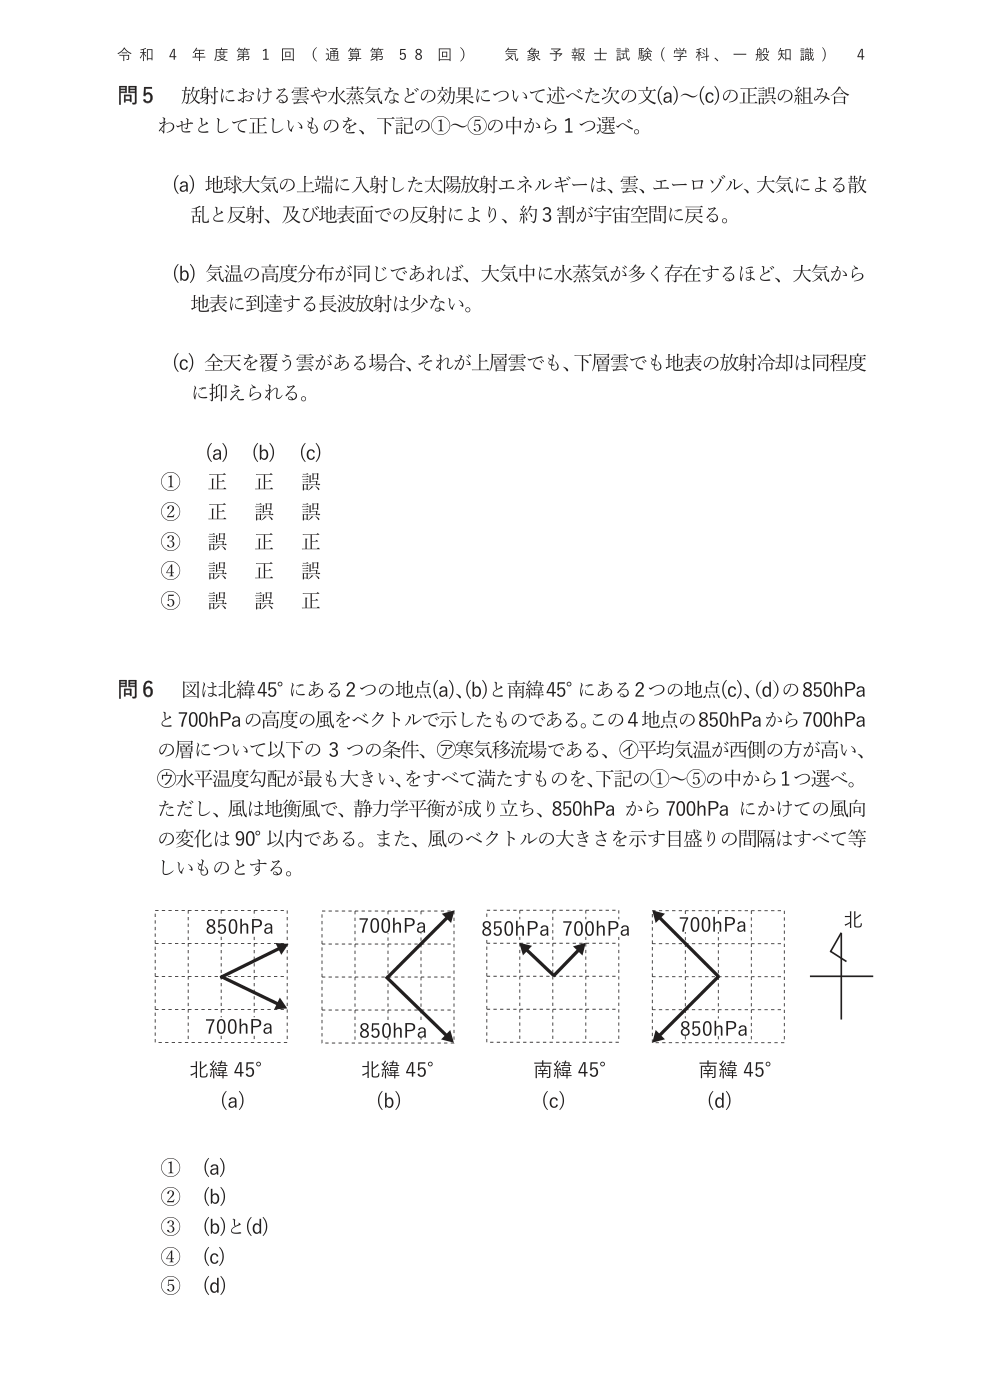 令和 4 年度第 1 回（通算第 58 回）　気象予報士試験(学科、一般知識)　4
問5　放射における雲や水蒸気などの効果について述べた次の文(a)～(c)の正誤の組み合
わせとして正しいものを、下記の①～⑤の中から 1 つ選べ。
(a) 地球大気の上端に入射した太陽放射エネルギーは、雲、エーロゾル、大気による散
乱と反射、及び地表面での反射により、約 3 割が宇宙空間に戻る。
(b) 気温の高度分布が同じであれば、大気中に水蒸気が多く存在するほど、大気から
地表に到達する長波放射は少ない。
(c) 全天を覆う雲がある場合、それが上層雲でも、下層雲でも地表の放射冷却は同程度
に抑えられる。
(a)　(b)　(c)
①　正　正　誤
②　正　誤　誤
③　誤　正　正
④　誤　正　誤
⑤　誤　誤　正
問6　図は北緯45°にある2つの地点(a)、(b)と南緯45°にある2つの地点(c)、(d)の850hPa
と700hPaの高度の風をベクトルで示したものである。この4地点の850hPaから700hPa
の層について以下の 3 つの条件、㋐寒気移流場である、㋑平均気温が西側の方が高い、
㋒水平温度勾配が最も大きい、をすべて満たすものを、下記の①～⑤の中から1つ選べ。
ただし、風は地衡風で、静力学平衡が成り立ち、850hPa から 700hPa にかけての風向
の変化は 90° 以内である。また、風のベクトルの大きさを示す目盛りの間隔はすべて等
しいものとする。
850hPa　700hPa　850hPa　700hPa　700hPa　北
700hPa　850hPa　850hPa
北緯 45°　北緯 45°　南緯 45°　南緯 45°
(a)　(b)　(c)　(d)
①　(a)
②　(b)
③　(b)と(d)
④　(c)
⑤　(d)